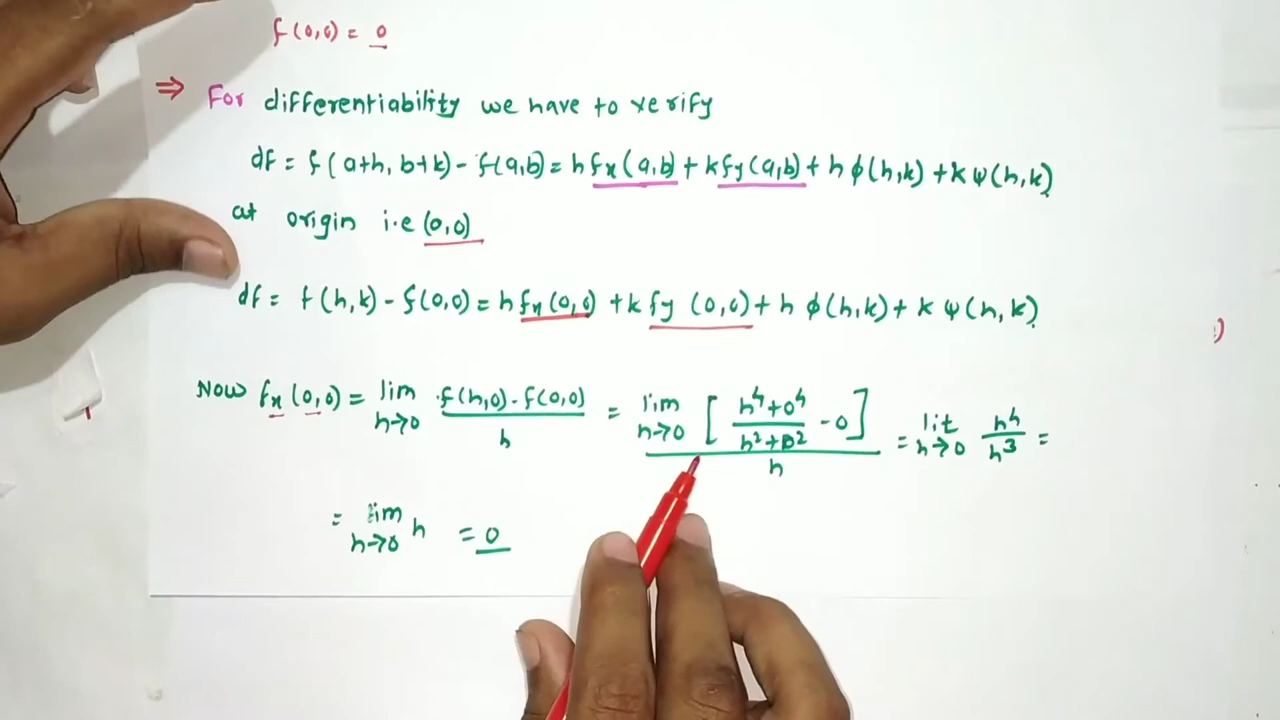 f(0,0) = 0
⇒ For differentiability we have to verify
df = f(a+h, b+k) - f(a,b) = h fx(a,b) + k fy(a,b) + h φ(h,k) + k ψ(h,k)
at origin i.e (0,0)
df = f(h,k) - f(0,0) = h fx(0,0) + k fy (0,0) + h φ(h,k) + k ψ(h,k)
Now fx(0,0) = lim h→0 f(h,0) - f(0,0) / h = lim h→0 [ h⁴+0⁴ / h²+0² - 0 ] / h = lit h→0 h⁴ / h³ =
= lim h→0 h = 0